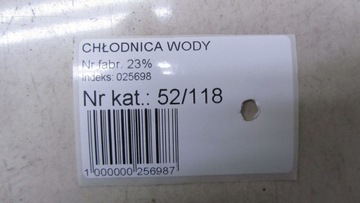 CHŁODNICA WODY
Nr fabr. 23%
Indeks: 025698
Nr kat.: 52/118
1 000000 256987